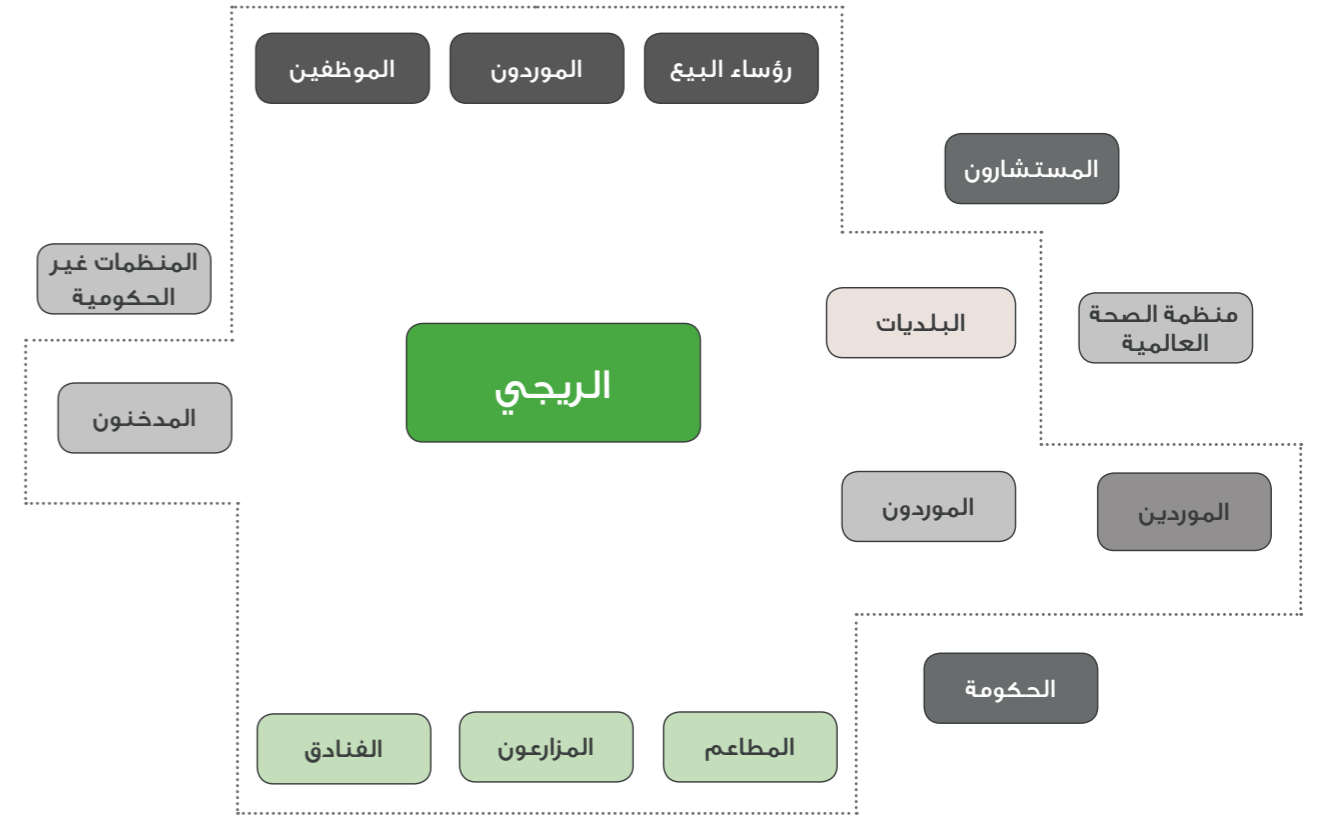 رؤساء البيع
الموردون
الموظفين
المستشارون
المنظمات غير
الحكومية
منظمة الصحة
العالمية
البلديات
الريجي
المدخنون
الموردين
الموردون
الحكومة
المطاعم
المزارعون
الفنادق